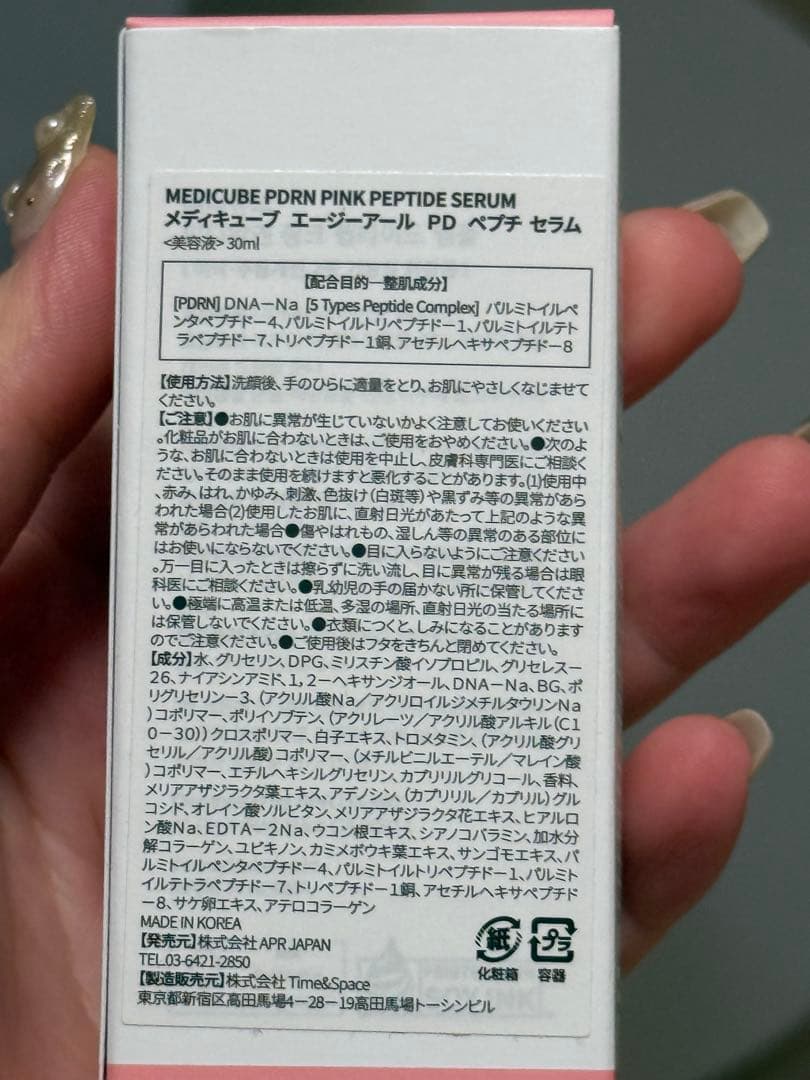 MEDICUBE PDRN PINK PEPTIDE SERUM
メディキューブ エージーアール PD ペプチ セラム
<美容液> 30ml
【配合目的―整肌成分】
[PDRN] DNA－Na [5 Types Peptide Complex] パルミトイルペ
ンタペプチド－4、パルミトイルトリペプチド－1、パルミトイルテト
ラペプチド－7、トリペプチド－1銅、アセチルヘキサペプチド－8
【使用方法】洗顔後、手のひらに適量をとり、お肌にやさしくなじませて
ください。
【ご注意】●お肌に異常が生じていないかよく注意してお使いください
。化粧品がお肌に合わないときは、ご使用をおやめください。●次のよ
うな、お肌に合わないときは使用を中止し、皮膚科専門医にご相談く
ださい。そのまま使用を続けますと悪化することがあります。(1)使用中
、赤み、はれ、かゆみ、刺激、色抜け（白斑等）や黒ずみ等の異常があら
われた場合(2)使用したお肌に、直射日光があたって上記のような異
常があらわれた場合●傷やはれもの、湿しん等の異常のある部位に
はお使いにならないでください。●目に入らないようにご注意ください
。万一目に入ったときは擦らずに洗い流し、目に異常が残る場合は眼
科医にご相談ください。●乳幼児の手の届かない所に保管してくださ
い。●極端に高温または低温、多湿の場所、直射日光の当たる場所に
は保管しないでください。●衣類につくと、しみになることがあります
のでご注意ください。●ご使用後はフタをきちんと閉めてください。
【成分】水、グリセリン、DPG、ミリスチン酸イソプロピル、グリセレス－
26、ナイアシンアミド、1，2－ヘキサンジオール、DNA－Na、BG、ポ
リグリセリン－3、（アクリル酸Na／アクリロイルジメチルタウリンNa
）コポリマー、ポリイソブテン、（アクリレーツ／アクリル酸アルキル（C1
0－30））クロスポリマー、白子エキス、トロメタミン、（アクリル酸グリ
セリル／アクリル酸）コポリマー、（メチルビニルエーテル／マレイン酸
）コポリマー、エチルヘキシルグリセリン、カプリリルグリコール、香料、
メリアアザジラクタ葉エキス、アデノシン、（カプリリル／カプリル）グル
コシド、オレイン酸ソルビタン、メリアアザジラクタ花エキス、ヒアルロ
ン酸Na、EDTA－2Na、ウコン根エキス、シアノコバラミン、加水分
解コラーゲン、ユビキノン、カミメボウキ葉エキス、サンゴモエキス、パ
ルミトイルペンタペプチド－4、パルミトイルトリペプチド－1、パルミト
イルテトラペプチド－7、トリペプチド－1銅、アセチルヘキサペプチド
－8、サケ卵エキス、アテロコラーゲン
MADE IN KOREA
【発売元】株式会社 APR JAPAN
TEL.03-6421-2850
【製造販売元】株式会社 Time&Space
東京都新宿区高田馬場4－28－19高田馬場トーシンビル
紙 プラ
化粧箱 容器